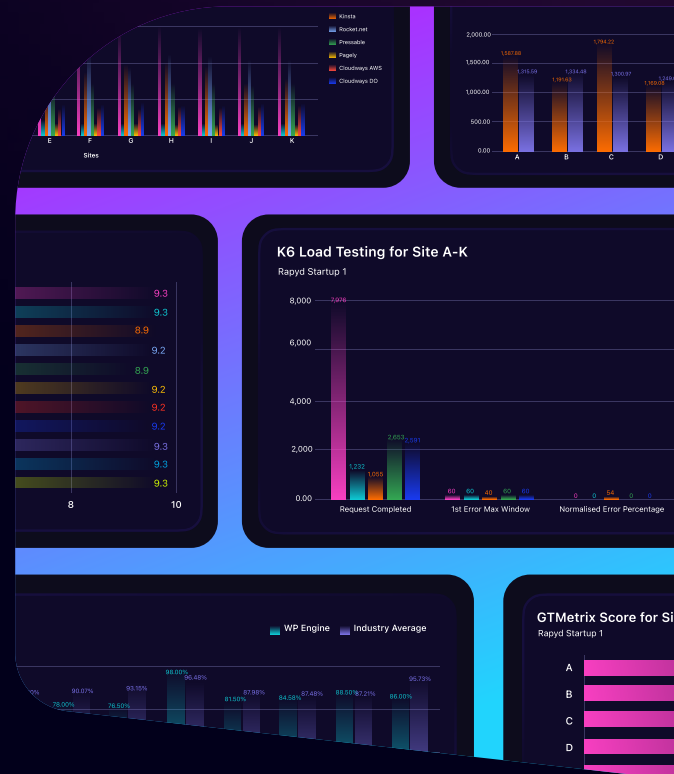 Kinsta
Rocket.net
Pressable
Pagely
Cloudways AWS
Cloudways DO
E F G H I J K
Sites
2,000.00
1,500.00
1,000.00
500.00
0.00
1,587.88
1,315.59
1,191.63
1,334.48
1,794.22
1,300.97
1,169.08
A B C D
9.3
9.3
8.9
9.2
8.9
9.2
9.2
9.2
9.3
9.3
9.3
8 10
K6 Load Testing for Site A-K
Rapyd Startup 1
8,000
6,000
4,000
2,000
0.00
7,976
1,232
1,055
2,653
2,591
60 60 40 60 60
0 0 54 0 0
Request Completed 1st Error Max Window Normalised Error Percentage
WP Engine Industry Average
78.00%
90.07%
76.50%
93.15%
98.00%
96.48%
81.50%
87.98%
84.58%
87.48%
88.50%
87.21%
86.00%
95.73%
GTMetrix Score for Si
Rapyd Startup 1
A
B
C
D